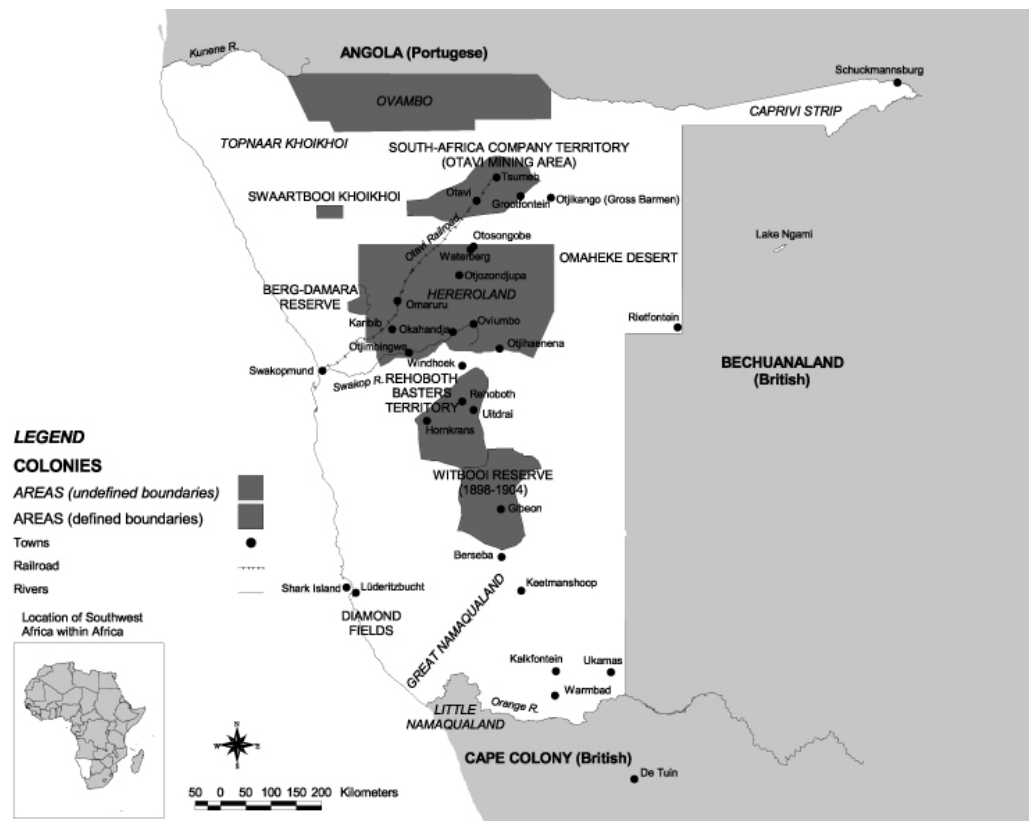 Kunene R.
ANGOLA (Portugese)
Schuckmannsburg
OVAMBO
CAPRIVI STRIP
TOPNAAR KHOIKHOI
SOUTH-AFRICA COMPANY TERRITORY
(OTAVI MINING AREA)
Tsumeb
SWAARTBOOI KHOIKHOI
Otavi
Grootfontein
Otjikango (Gross Barmen)
Otavi Railroad
Otosongobe
Lake Ngami
Waterberg
OMAHEKE DESERT
Otjozondjupa
BERG-DAMARA
RESERVE
HEREROLAND
Omaruru
Karibib
Okahandja
Oviumbo
Rietfontein
Otjimbingwe
Otjihaenena
Windhoek
BECHUANALAND
(British)
Swakopmund
Swakop R.
REHOBOTH
BASTERS
TERRITORY
Rehoboth
Uitdrai
Hornkrans
LEGEND
COLONIES
AREAS (undefined boundaries)
AREAS (defined boundaries)
Towns
Railroad
Rivers
WITBOOI RESERVE
(1898-1904)
Gibeon
Berseba
Shark Island
Lüderitzbucht
Keetmanshoop
DIAMOND
FIELDS
GREAT NAMAQUALAND
Location of Southwest
Africa within Africa
Kalkfontein
Ukamas
Warmbad
Orange R.
LITTLE
NAMAQUALAND
N
W
E
S
CAPE COLONY (British)
De Tuin
50 0 50 100 150 200 Kilometers